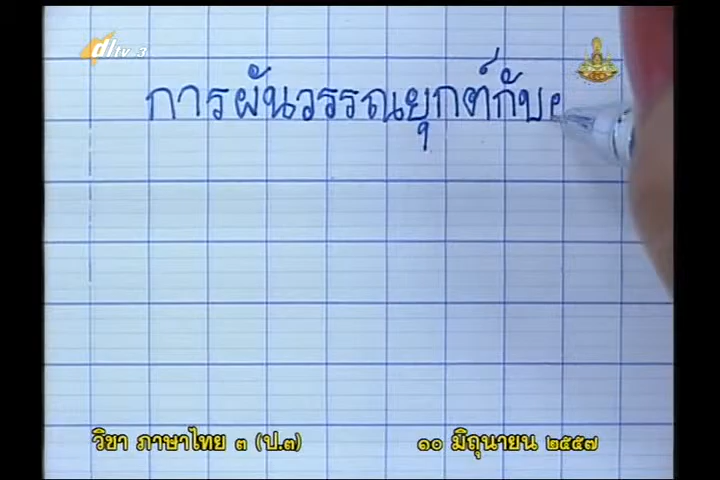 dltv 3
การผันวรรณยุกต์กับ
วิชา ภาษาไทย ๓ (ป.๓)
๑๐ มิถุนายน ๒๕๕๗